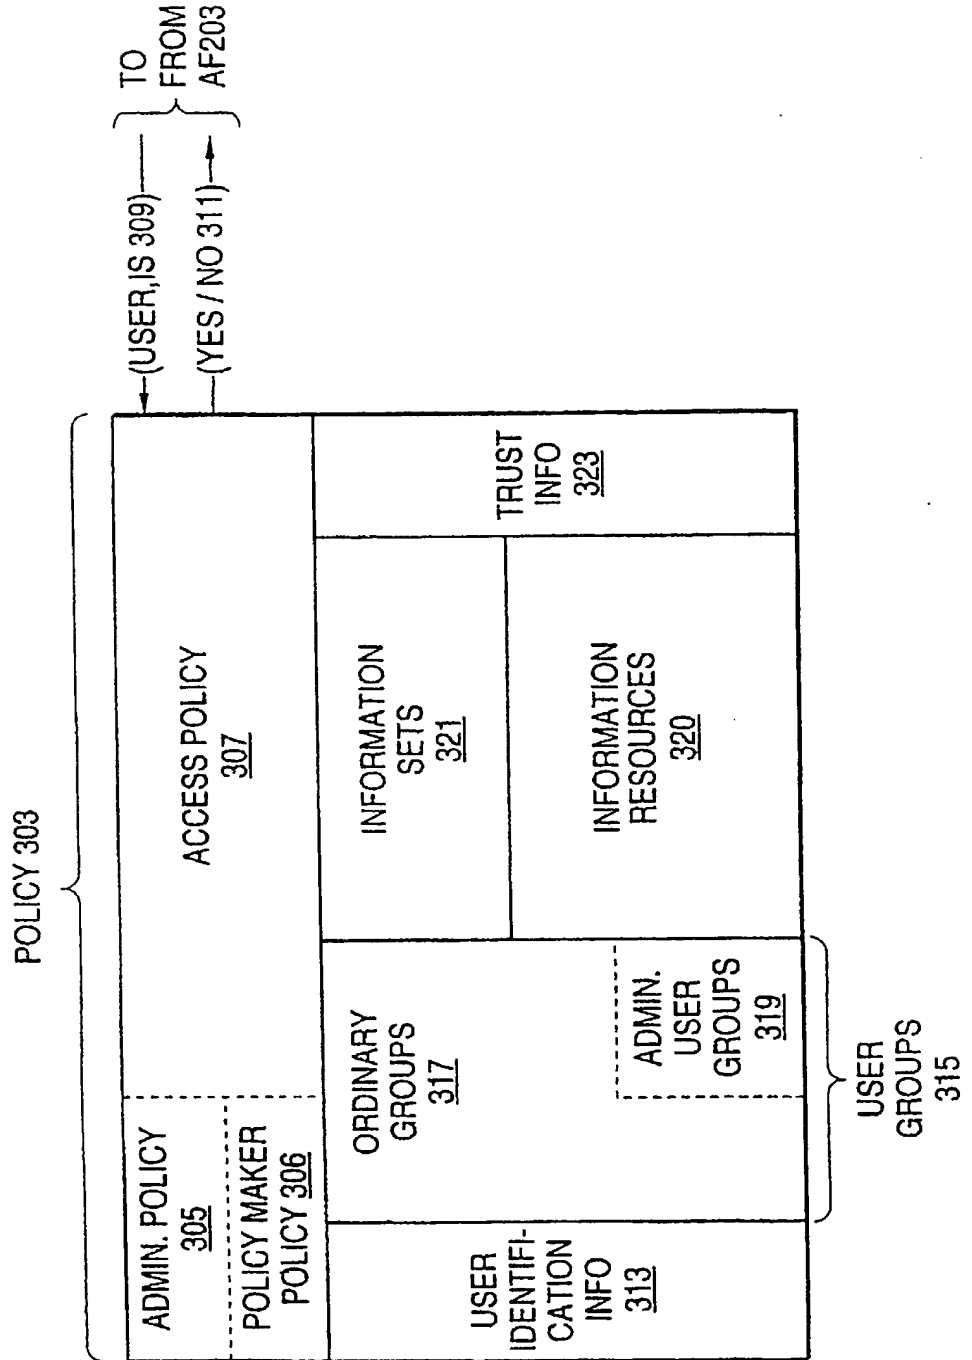 POLICY 303
ADMIN. POLICY
305
POLICY MAKER
POLICY 306
ACCESS POLICY
307
(USER,IS 309)
(YES / NO 311)
TO
FROM
AF203
USER
IDENTIFI-
CATION
INFO
313
ORDINARY
GROUPS
317
ADMIN.
USER
GROUPS
319
INFORMATION
SETS
321
INFORMATION
RESOURCES
320
TRUST
INFO
323
USER
GROUPS
315